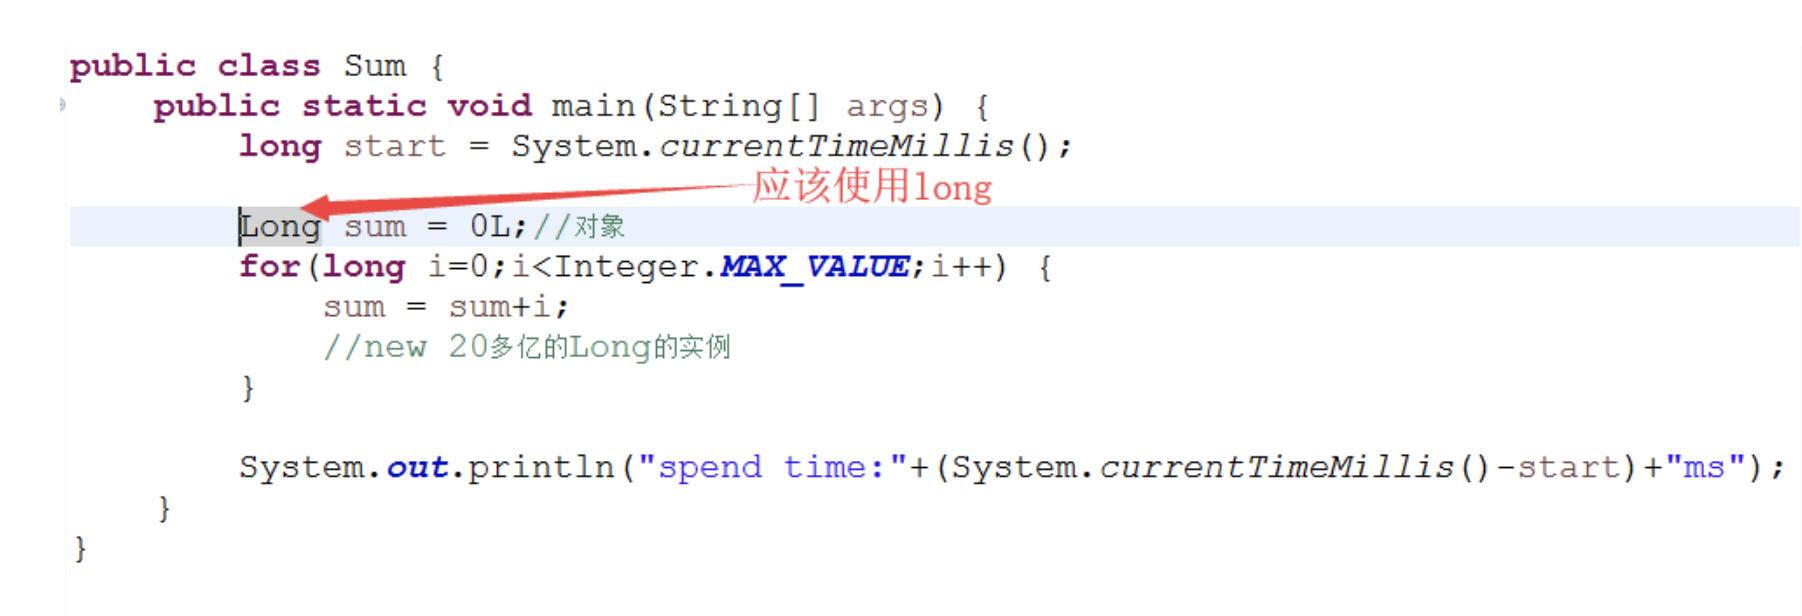 public class Sum {
public static void main(String[] args) {
long start = System.currentTimeMillis();
应该使用long
Long sum = 0L;//对象
for(long i=0;i<Integer.MAX_VALUE;i++) {
sum = sum+i;
//new 20多亿的Long的实例
}
System.out.println("spend time:"+(System.currentTimeMillis()-start)+"ms");
}
}